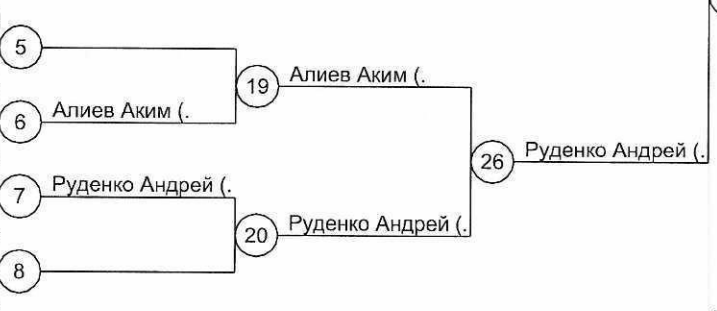 5
19 Алиев Аким (.
6 Алиев Аким (.
26 Руденко Андрей (.
7 Руденко Андрей (.
20 Руденко Андрей (.
8